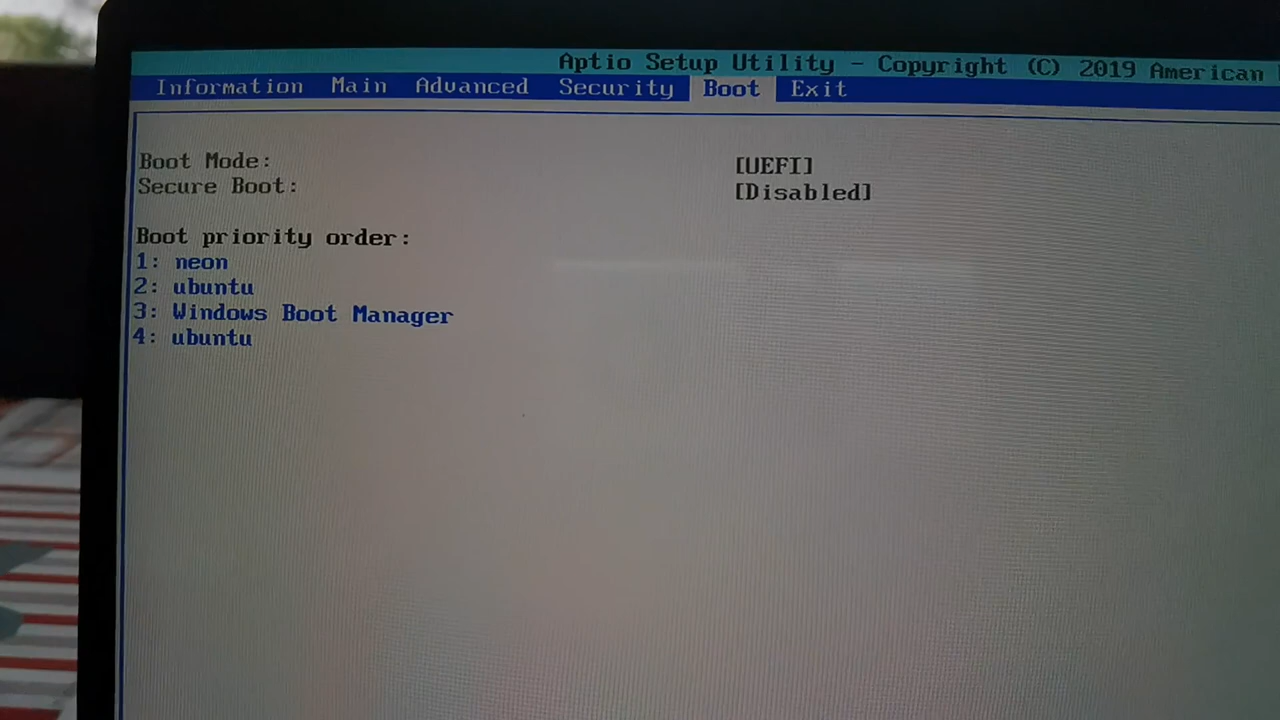 Aptio Setup Utility - Copyright (C) 2019 American
Information Main Advanced Security Boot Exit
Boot Mode: [UEFI]
Secure Boot: [Disabled]
Boot priority order:
1: neon
2: ubuntu
3: Windows Boot Manager
4: ubuntu